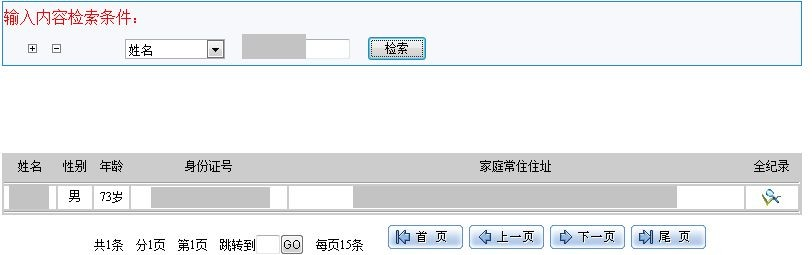 输入内容检索条件：
姓名 检索
姓名 性别 年龄 身份证号 家庭常住住址 全纪录
男 73岁
共1条 分1页 第1页 跳转到 GO 每页15条 首 页 上一页 下一页 尾 页